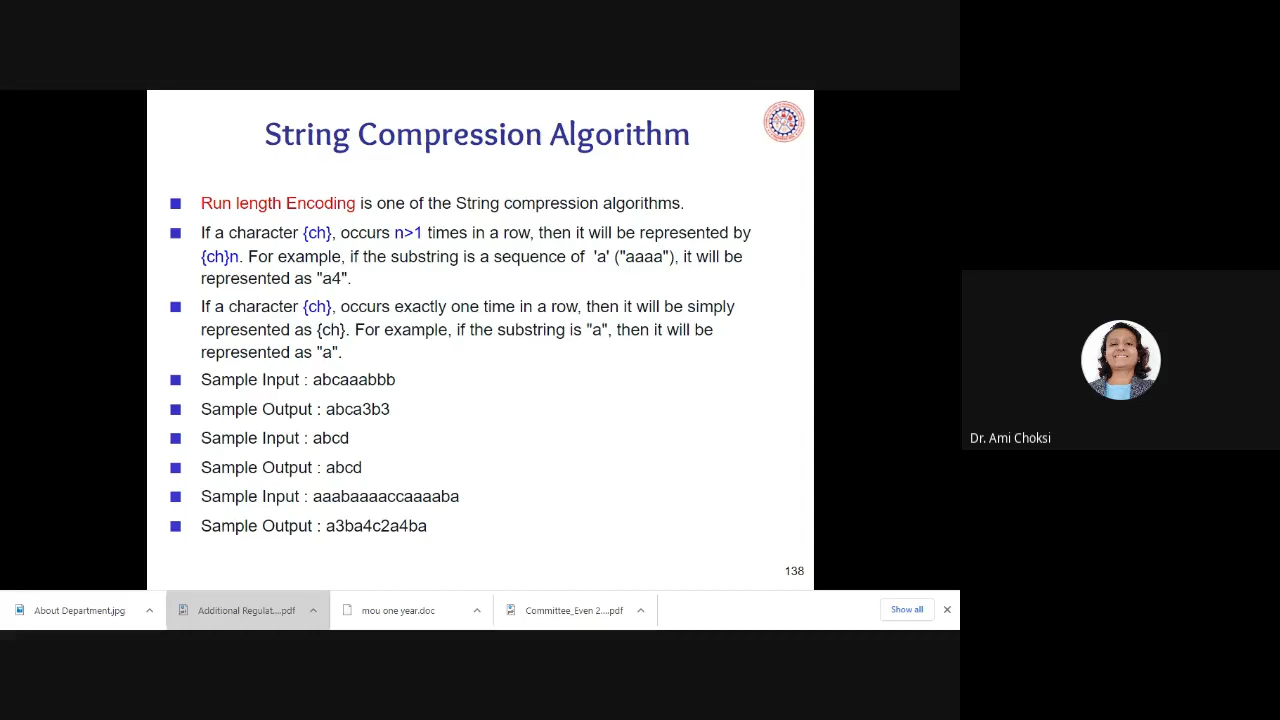 String Compression Algorithm
Run length Encoding is one of the String compression algorithms.
If a character {ch}, occurs n>1 times in a row, then it will be represented by
{ch}n. For example, if the substring is a sequence of 'a' ("aaaa"), it will be
represented as "a4".
If a character {ch}, occurs exactly one time in a row, then it will be simply
represented as {ch}. For example, if the substring is "a", then it will be
represented as "a".
Sample Input : abcaaabbb
Sample Output : abca3b3
Sample Input : abcd
Sample Output : abcd
Sample Input : aaabaaaaccaaaaba
Sample Output : a3ba4c2a4ba
138
Dr. Ami Choksi
About Department.jpg
Additional Regulat....pdf
mou one year.doc
Committee_Even 2....pdf
Show all